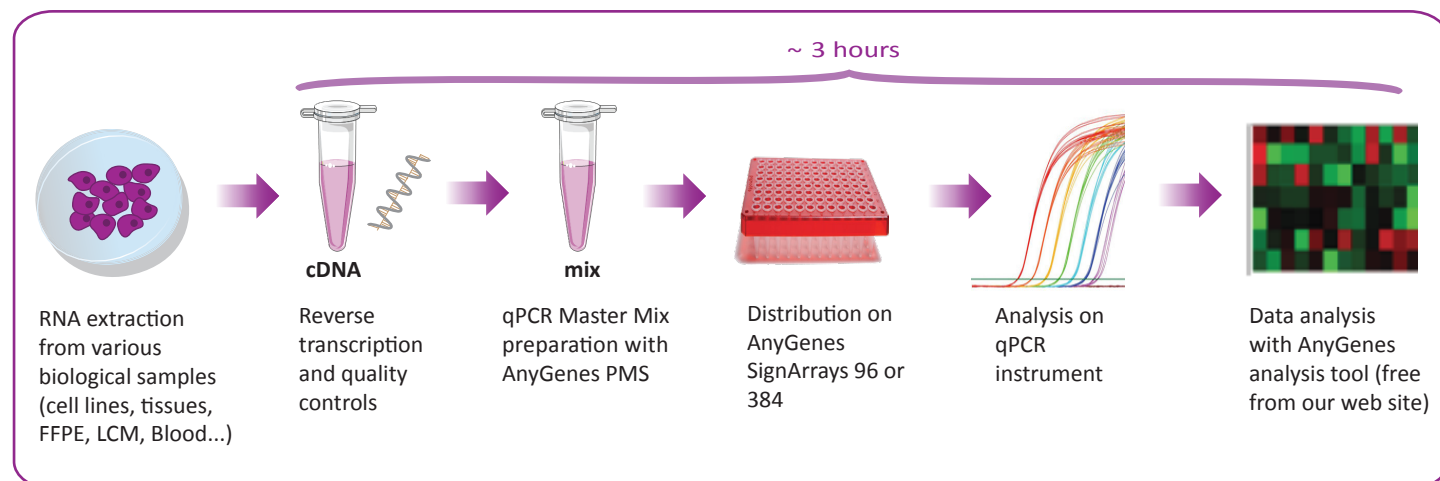 ~ 3 hours
cDNA
mix
RNA extraction
from various
biological samples
(cell lines, tissues,
FFPE, LCM, Blood...)
Reverse
transcription
and quality
controls
qPCR Master Mix
preparation with
AnyGenes PMS
Distribution on
AnyGenes
SignArrays 96 or
384
Analysis on
qPCR
instrument
Data analysis
with AnyGenes
analysis tool (free
from our web site)